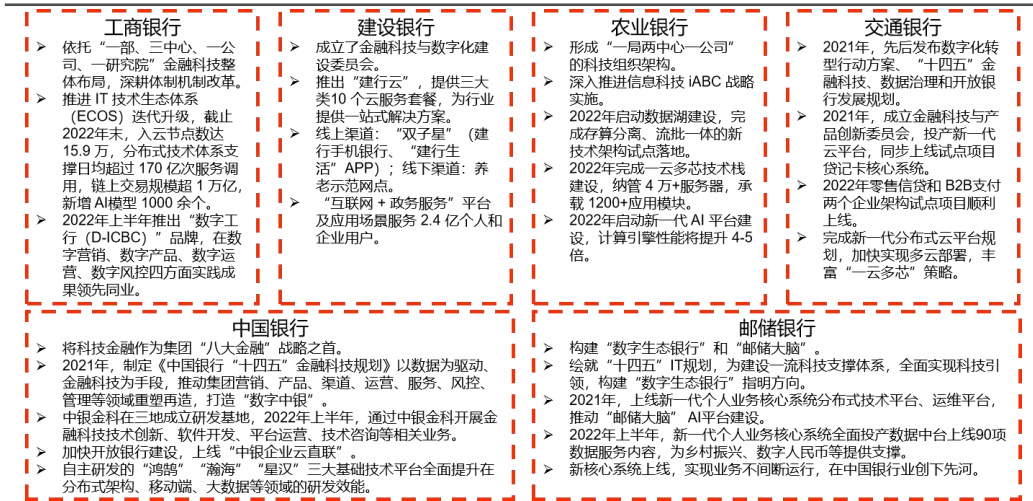 工商银行
➢ 依托“一部、三中心、一公
司、一研究院”金融科技整
体布局，深耕体制机制改革。
➢ 推进 IT 技术生态体系
（ECOS）迭代升级，截止
2022年末，入云节点数达
15.9 万，分布式技术体系支
撑日均超过 170 亿次服务调
用，链上交易规模超 1 万亿，
新增 AI模型 1000 余个。
➢ 2022年上半年推出“数字工
行（D-ICBC）”品牌，在数
字营销、数字产品、数字运
营、数字风控四方面实践成
果领先同业。
建设银行
➢ 成立了金融科技与数字化建
设委员会。
➢ 推出“建行云”，提供三大
类10 个云服务套餐，为行业
提供一站式解决方案。
➢ 线上渠道：“双子星”（建
行手机银行、“建行生
活”APP）；线下渠道：养
老示范网点。
➢ “互联网 + 政务服务”平台
及应用场景服务 2.4 亿个人和
企业用户。
农业银行
➢ 形成“一局两中心一公司”
的科技组织架构。
➢ 深入推进信息科技 iABC 战略
实施。
➢ 2022年启动数据湖建设，完
成存算分离、流批一体的新
技术架构试点落地。
➢ 2022年完成一云多芯技术栈
建设，纳管 4 万+服务器，承
载 1200+应用模块。
➢ 2022年启动新一代 AI 平台建
设，计算引擎性能将提升 4-5
倍。
交通银行
➢ 2021年，先后发布数字化转
型行动方案、“十四五”金
融科技、数据治理和开放银
行发展规划。
➢ 2021年，成立金融科技与产
品创新委员会，投产新一代
云平台，同步上线试点项目
贷记卡核心系统。
➢ 2022年零售信贷和 B2B支付
两个企业架构试点项目顺利
上线。
➢ 完成新一代分布式云平台规
划，加快实现多云部署，丰
富“一云多芯”策略。
中国银行
➢ 将科技金融作为集团“八大金融”战略之首。
➢ 2021年，制定《中国银行“十四五”金融科技规划》以数据为驱动、
金融科技为手段，推动集团营销、产品、渠道、运营、服务、风控、
管理等领域重塑再造，打造“数字中银”。
➢ 中银金科在三地成立研发基地，2022年上半年，通过中银金科开展金
融科技技术创新、软件开发、平台运营、技术咨询等相关业务。
➢ 加快开放银行建设，上线“中银企业云直联”。
➢ 自主研发的“鸿鹄”“瀚海”“星汉”三大基础技术平台全面提升在
分布式架构、移动端、大数据等领域的研发效能。
邮储银行
➢ 构建“数字生态银行”和“邮储大脑”。
➢ 绘就“十四五”IT规划，为建设一流科技支撑体系，全面实现科技引
领，构建“数字生态银行”指明方向。
➢ 2021年，上线新一代个人业务核心系统分布式技术平台、运维平台，
推动“邮储大脑”AI平台建设。
➢ 2022年上半年，新一代个人业务核心系统全面投产数据中台上线90项
数据服务内容，为乡村振兴、数字人民币等提供支撑。
➢ 新核心系统上线，实现业务不间断运行，在中国银行业创下先河。